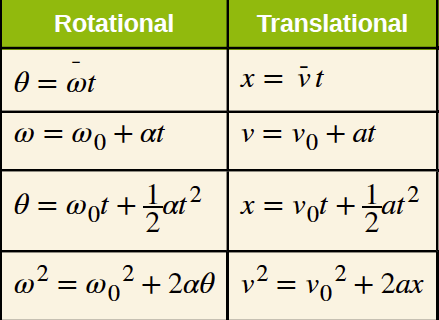 Rotational Translational
θ = ω̄t x = v̄ t
ω = ω₀ + αt v = v₀ + at
θ = ω₀t + ½αt² x = v₀t + ½at²
ω² = ω₀² + 2αθ v² = v₀² + 2ax